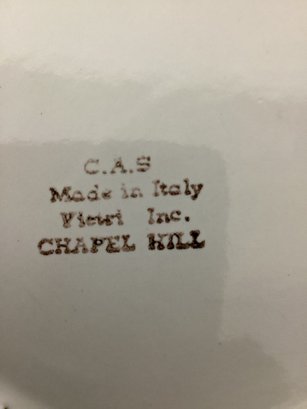 C.A.S
Made in Italy
Vietri Inc.
CHAPEL HILL